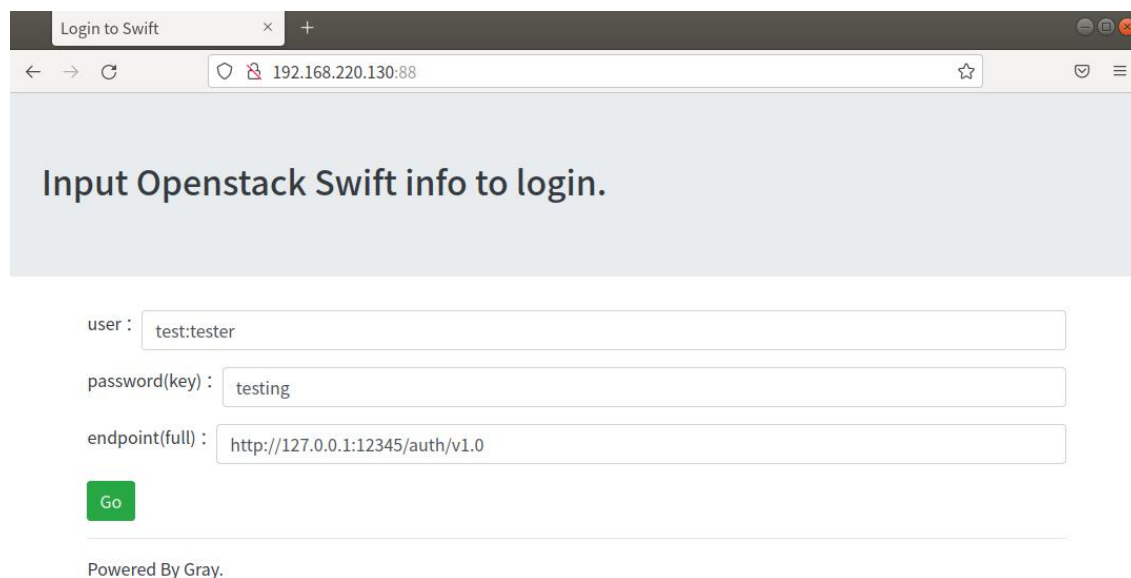 Login to Swift
192.168.220.130:88
Input Openstack Swift info to login.
user： test:tester
password(key)： testing
endpoint(full)： http://127.0.0.1:12345/auth/v1.0
Go
Powered By Gray.